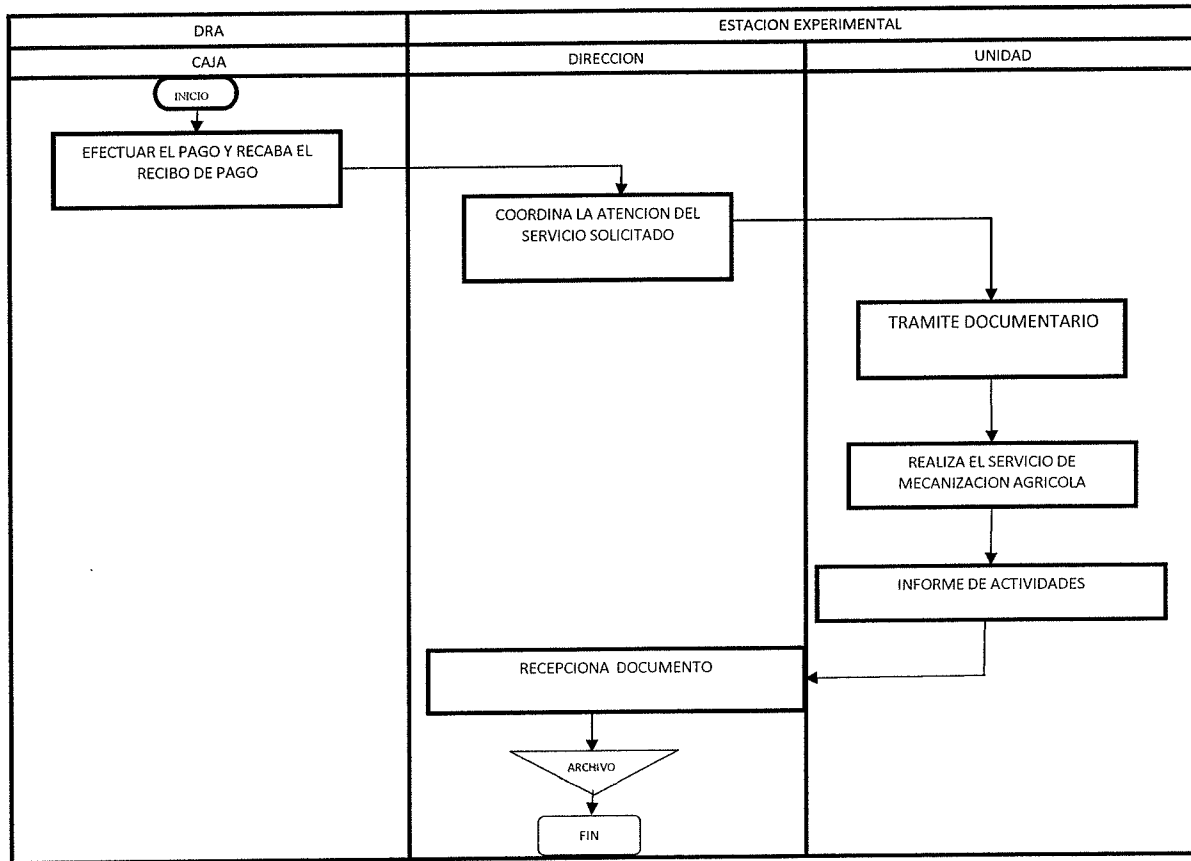 DRA
ESTACION EXPERIMENTAL
CAJA
DIRECCION
UNIDAD
INICIO
EFECTUAR EL PAGO Y RECABA EL
RECIBO DE PAGO
COORDINA LA ATENCION DEL
SERVICIO SOLICITADO
TRAMITE DOCUMENTARIO
REALIZA EL SERVICIO DE
MECANIZACION AGRICOLA
INFORME DE ACTIVIDADES
RECEPCIONA DOCUMENTO
ARCHIVO
FIN